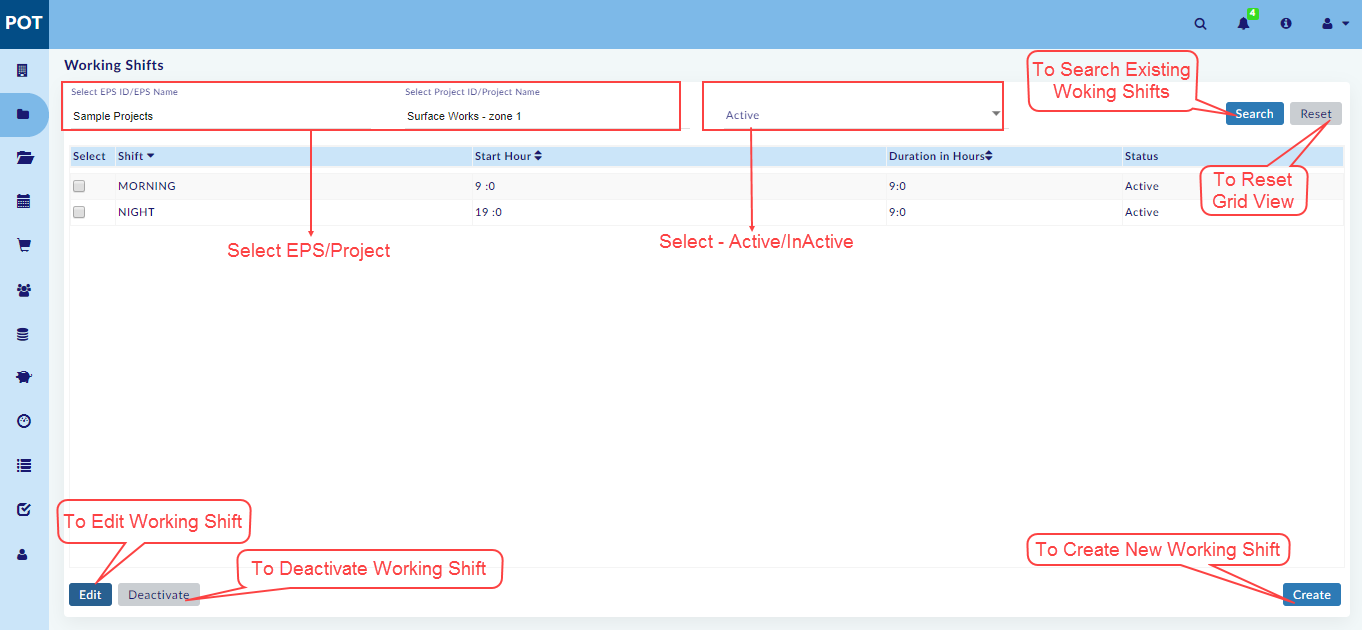 POT
4
Working Shifts
Select EPS ID/EPS Name
Select Project ID/Project Name
Sample Projects
Surface Works - zone 1
Active
To Search Existing
Woking Shifts
Search
Reset
Select
Shift
Start Hour
Duration in Hours
Status
MORNING
9 :0
9:0
Active
NIGHT
19 :0
9:0
Active
To Reset
Grid View
Select EPS/Project
Select - Active/InActive
To Edit Working Shift
To Deactivate Working Shift
To Create New Working Shift
Edit
Deactivate
Create